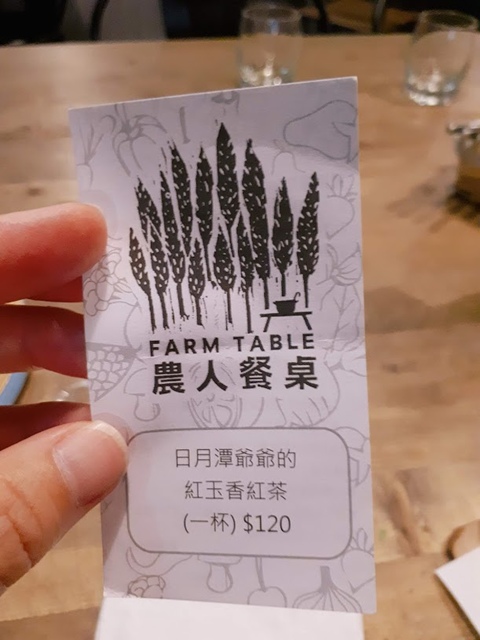 FARM TABLE
農人餐桌
日月潭爺爺的
紅玉香紅茶
(一杯) $120